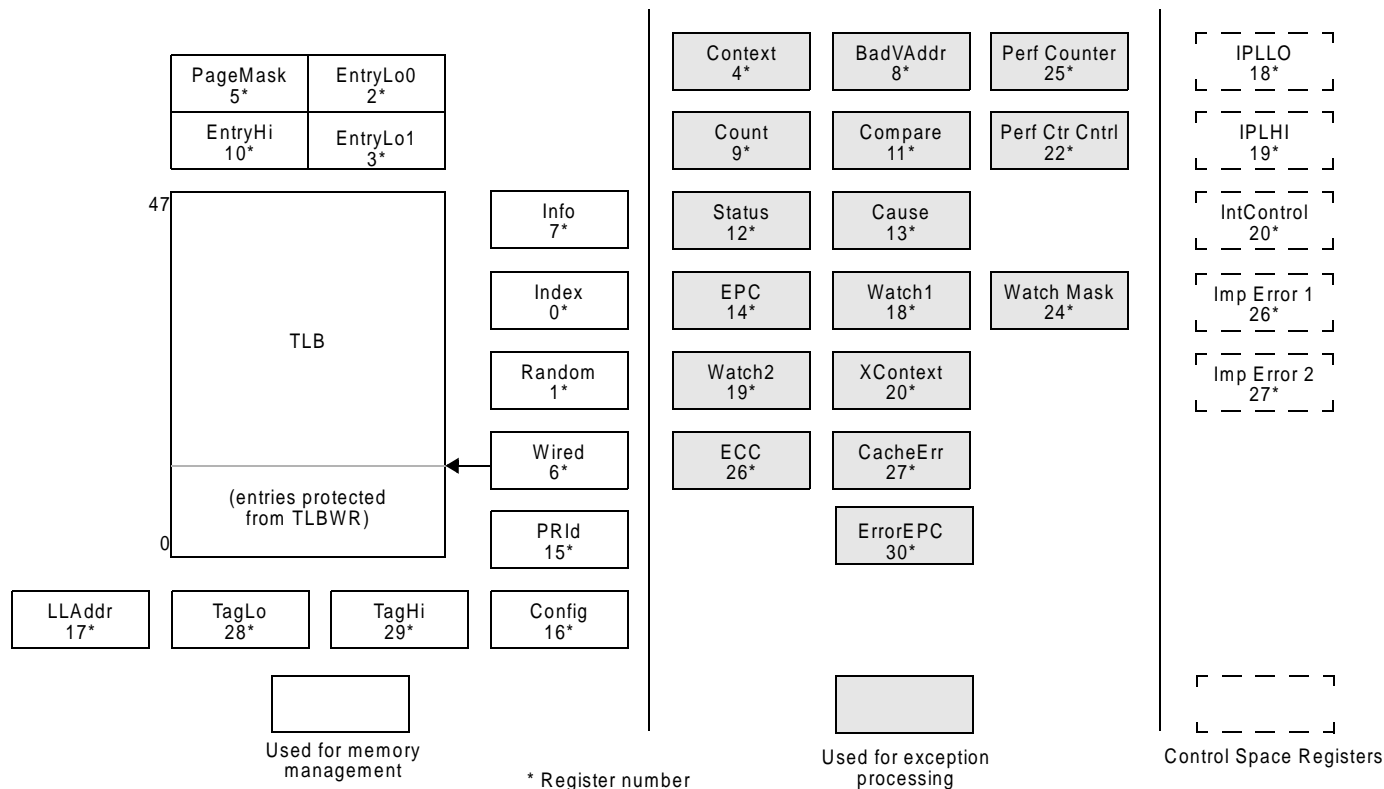 PageMask
5*
EntryLo0
2*
EntryHi
10*
EntryLo1
3*
47
TLB
(entries protected
from TLBWR)
0
Info
7*
Index
0*
Random
1*
Wired
6*
PRId
15*
LLAddr
17*
TagLo
28*
TagHi
29*
Config
16*
Used for memory
management
* Register number
Context
4*
BadVAddr
8*
Perf Counter
25*
Count
9*
Compare
11*
Perf Ctr Cntrl
22*
Status
12*
Cause
13*
EPC
14*
Watch1
18*
Watch Mask
24*
Watch2
19*
XContext
20*
ECC
26*
CacheErr
27*
ErrorEPC
30*
Used for exception
processing
IPLLO
18*
IPLHI
19*
IntControl
20*
Imp Error 1
26*
Imp Error 2
27*
Control Space Registers